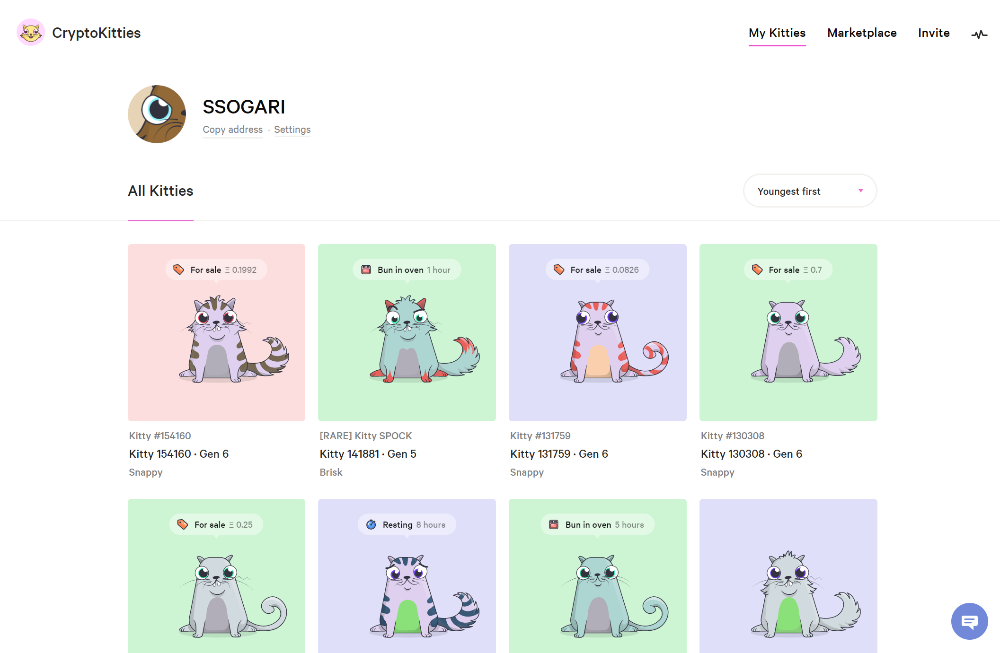 CryptoKitties
My Kitties Marketplace Invite
SSOGARI
Copy address · Settings
All Kitties
Youngest first
For sale Ξ 0.1992
Bun in oven 1 hour
For sale Ξ 0.0826
For sale Ξ 0.7
Kitty #154160
Kitty 154160 · Gen 6
Snappy
[RARE] Kitty SPOCK
Kitty 141881 · Gen 5
Brisk
Kitty #131759
Kitty 131759 · Gen 6
Snappy
Kitty #130308
Kitty 130308 · Gen 6
Snappy
For sale Ξ 0.25
Resting 8 hours
Bun in oven 5 hours